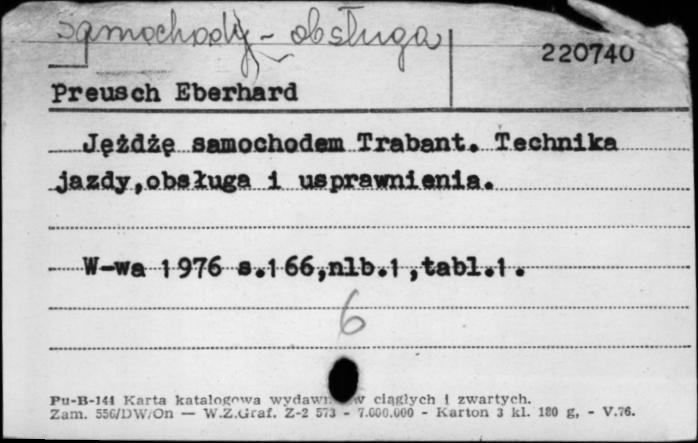 samochody - obsługa
220740
Preusch Eberhard
Jężdżę samochodem Trabant. Technika
jazdy,obsługa i usprawnienia.
W-wa 1976 s.166,nlb.1,tabl.1.
6
Pu-B-144 Karta katalogowa ciągłych i zwartych.
Zam. 556/DW/On — W.Z.Graf. Z-2 573 - 7.000.000 - Karton 3 kl. 180 g, - V.76.